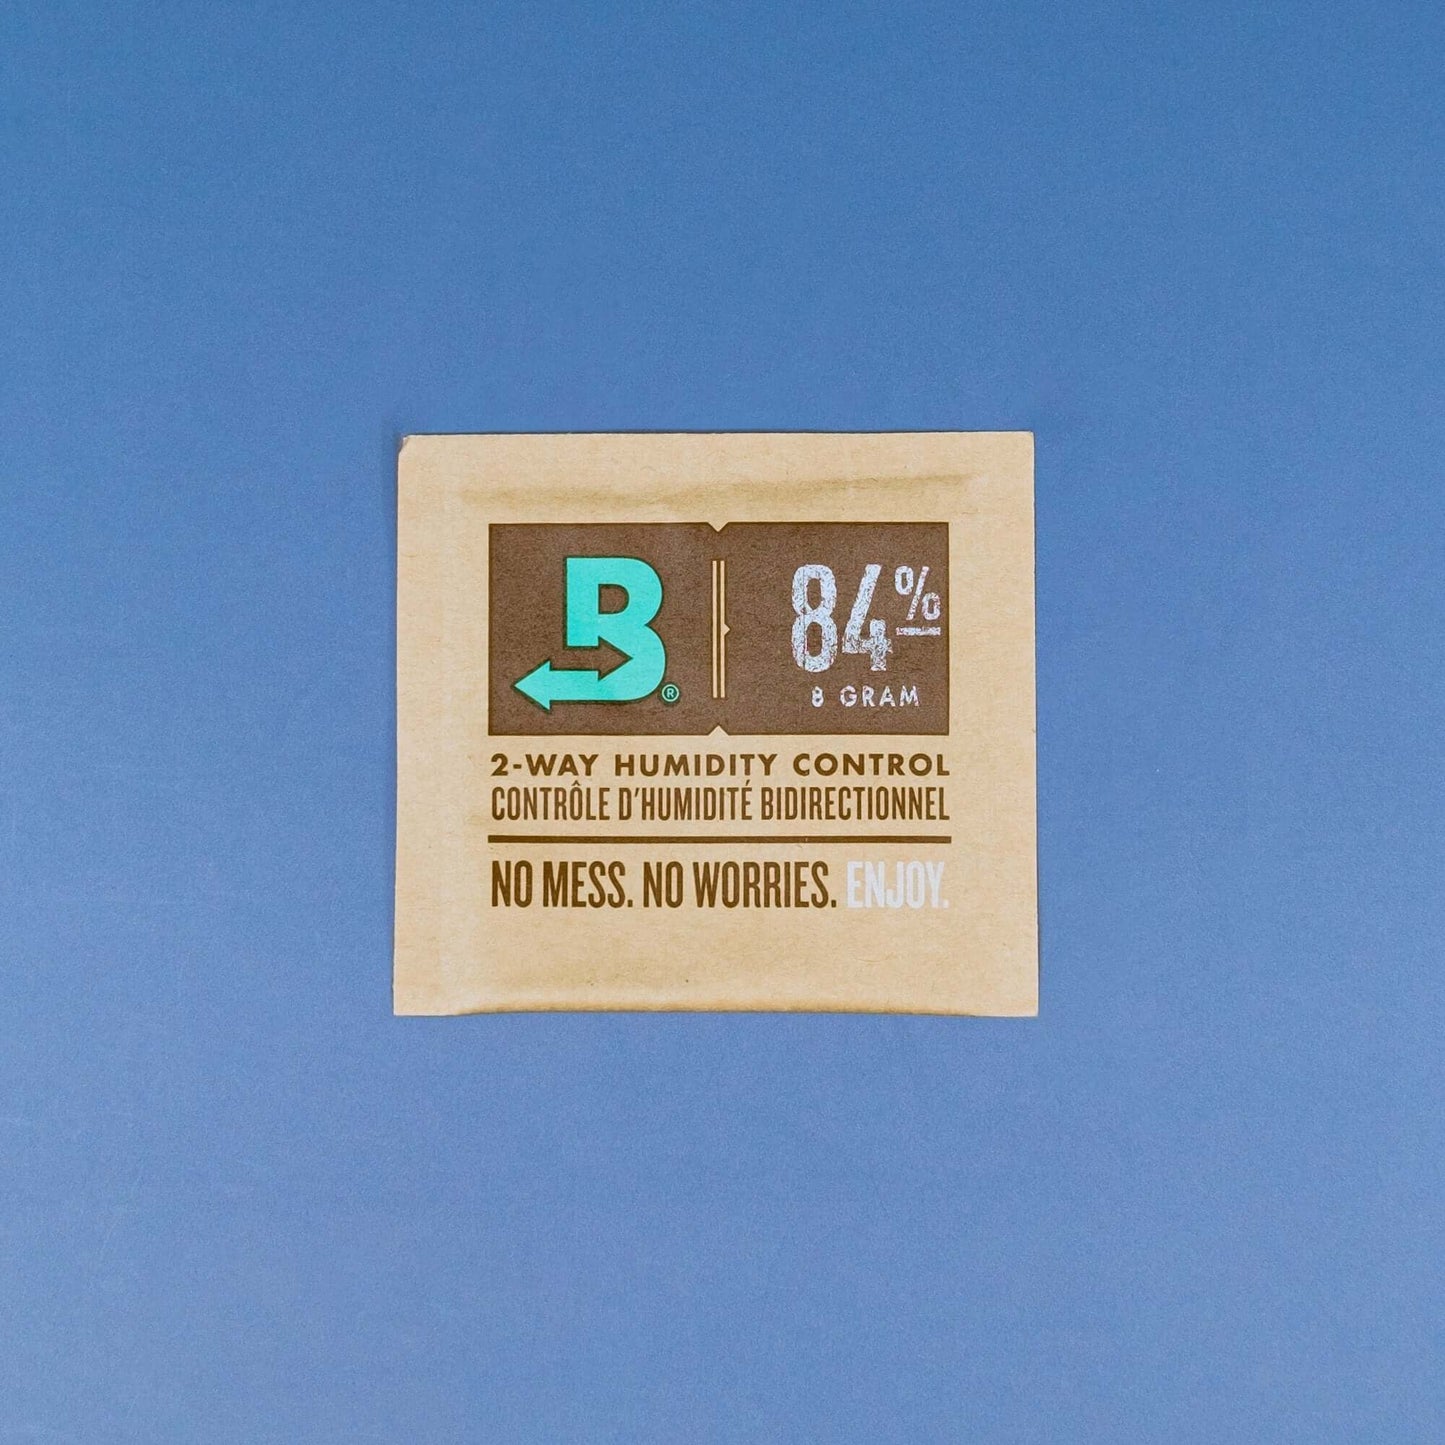 B®
84%
8 GRAM
2-WAY HUMIDITY CONTROL
CONTRÔLE D'HUMIDITÉ BIDIRECTIONNEL
NO MESS. NO WORRIES. ENJOY.